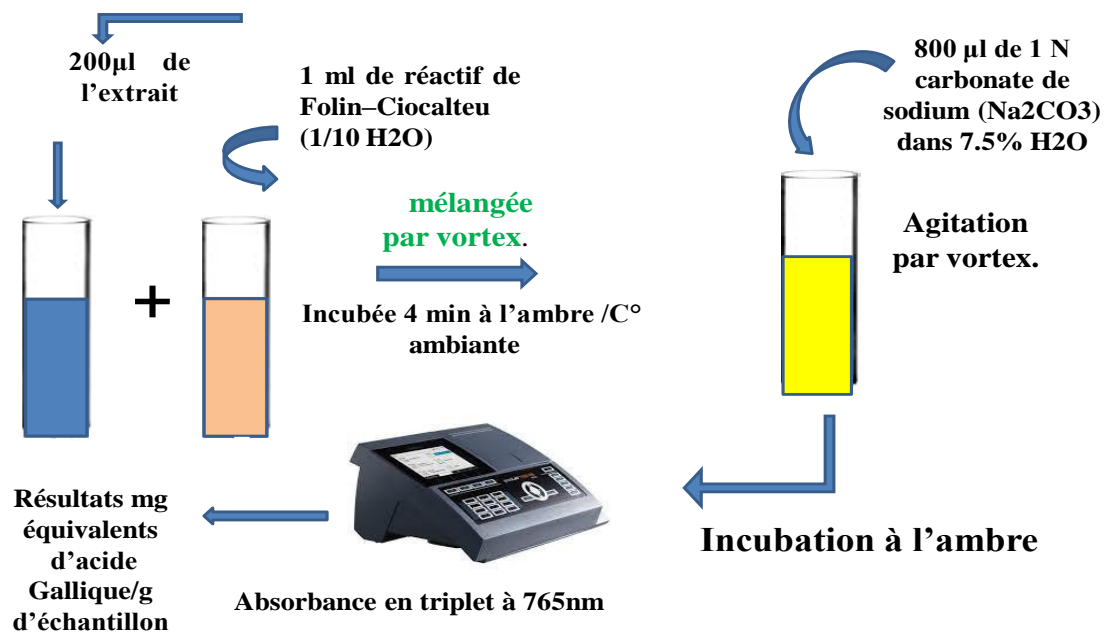 200µl de
l’extrait
1 ml de réactif de
Folin–Ciocalteu
(1/10 H2O)
800 µl de 1 N
carbonate de
sodium (Na2CO3)
dans 7.5% H2O
+
mélangée
par vortex.
Incubée 4 min à l’ambre /C°
ambiante
Agitation
par vortex.
Incubation à l’ambre
Absorbance en triplet à 765nm
Résultats mg
équivalents
d’acide
Gallique/g
d’échantillon